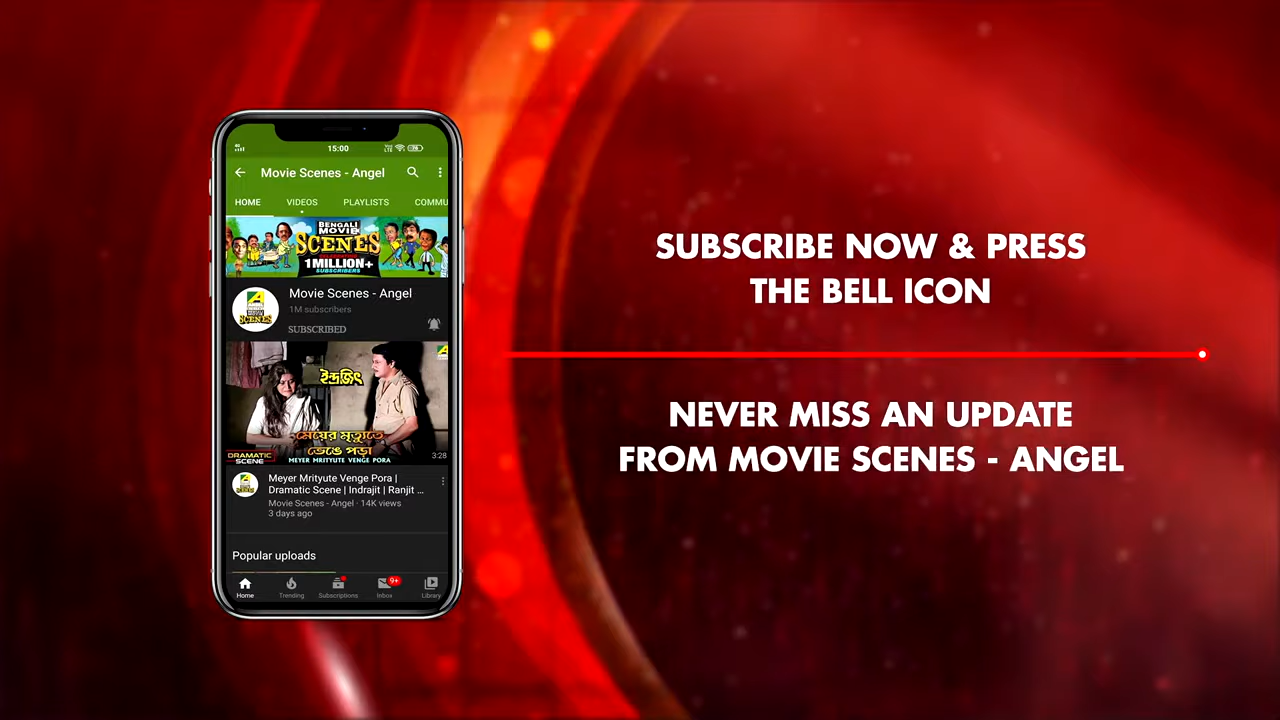 15:00
Movie Scenes - Angel
HOME VIDEOS PLAYLISTS COMMU
BENGALI
MOVIE
SCENES
CELEBRATING
1MILLION+
SUBSCRIBERS
Movie Scenes - Angel
1M subscribers
SUBSCRIBED
ইন্দ্রজিৎ
মেয়ের মৃত্যুতে
ভেঙে পড়া
DRAMATIC
SCENE
MEYER MRITYUTE VENGE PORA
3:28
Meyer Mrityute Venge Pora |
Dramatic Scene | Indrajit | Ranjit ...
Movie Scenes - Angel · 14K views
3 days ago
Popular uploads
9+
Home Trending Subscriptions Inbox Library
SUBSCRIBE NOW & PRESS
THE BELL ICON
NEVER MISS AN UPDATE
FROM MOVIE SCENES - ANGEL